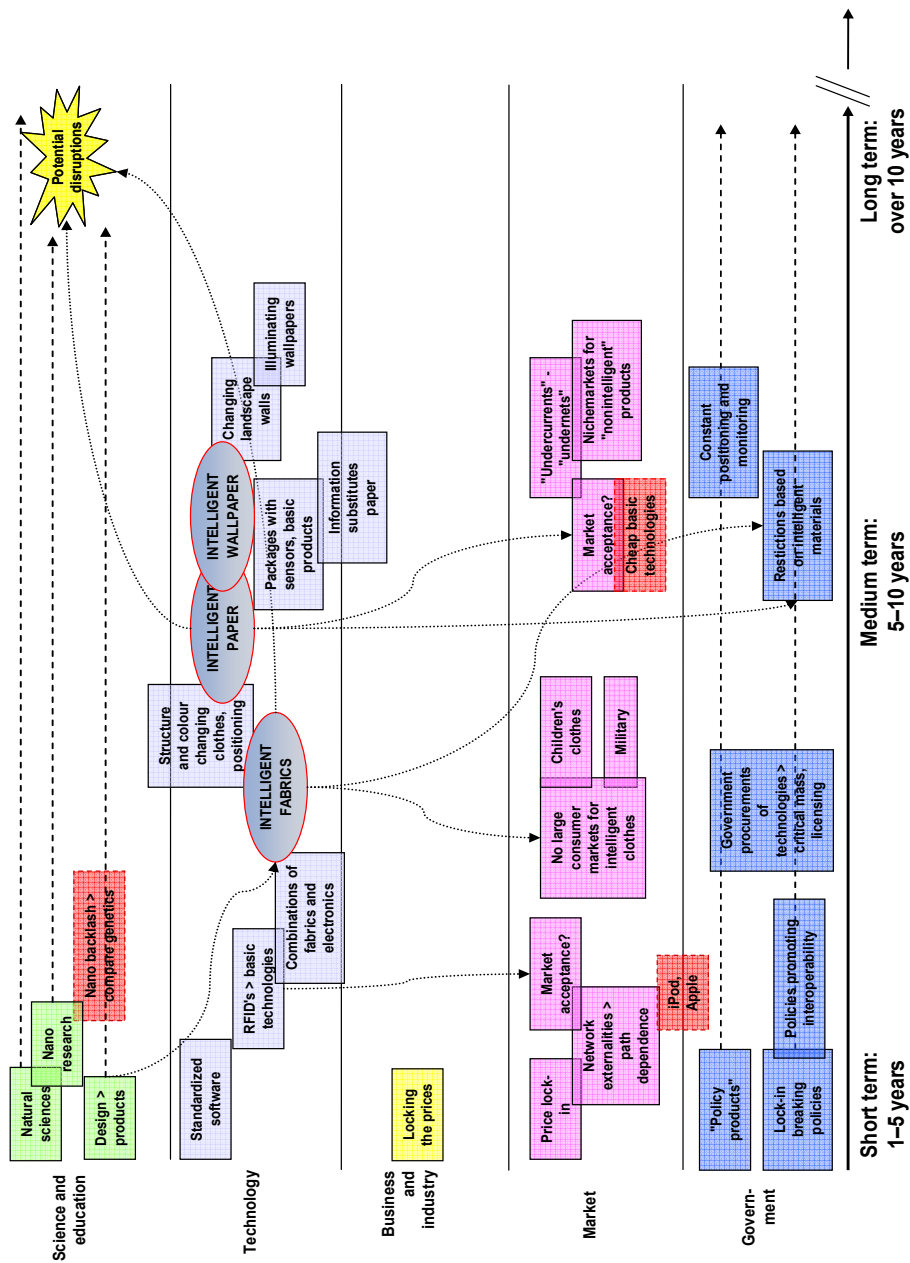 Science and
education
Natural
sciences
Nano
research
Design >
products
Nano backlash >
compare genetics
Potential
disruptions
Technology
Standardized
software
RFID's > basic
technologies
Combinations of
fabrics and
electronics
INTELLIGENT
FABRICS
Structure
and colour
changing
clothes,
positioning
INTELLIGENT
PAPER
INTELLIGENT
WALLPAPER
Packages with
sensors, basic
products
Information
substitutes
paper
Changing
landscape
walls
Illuminating
wallpapers
Business
and
industry
Locking
the prices
Market
Price lock-
in
Network
externalities >
path
dependence
Market
acceptance?
iPod,
Apple
No large
consumer
markets for
intelligent
clothes
Children's
clothes
Military
Market
acceptance?
Cheap basic
technologies
"Undercurrents" -
"undernets"
Nichemarkets for
"nonintelligent"
products
Govern-
ment
"Policy
products"
Lock-in
breaking
policies
Policies promoting
interoperability
Government
procurements
of
technologies >
critical mass,
licensing
Constant
positioning and
monitoring
Restictions based
on intelligent
materials
Short term:
1–5 years
Medium term:
5–10 years
Long term:
over 10 years